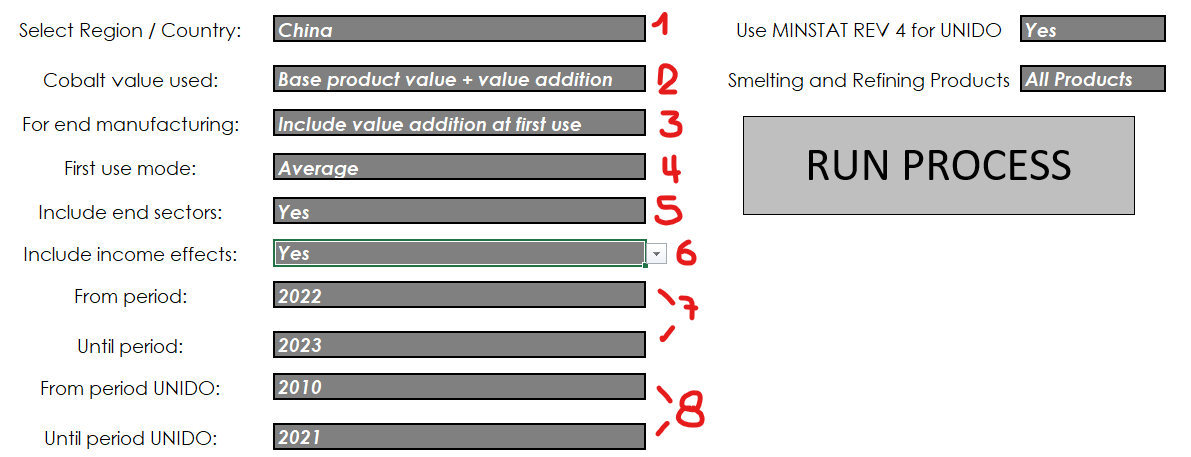 Select Region / Country: China 1
Use MINSTAT REV 4 for UNIDO Yes
Cobalt value used: Base product value + value addition 2
Smelting and Refining Products All Products
For end manufacturing: Include value addition at first use 3
First use mode: Average 4
RUN PROCESS
Include end sectors: Yes 5
Include income effects: Yes 6
From period: 2022
7
Until period: 2023
From period UNIDO: 2010
8
Until period UNIDO: 2021